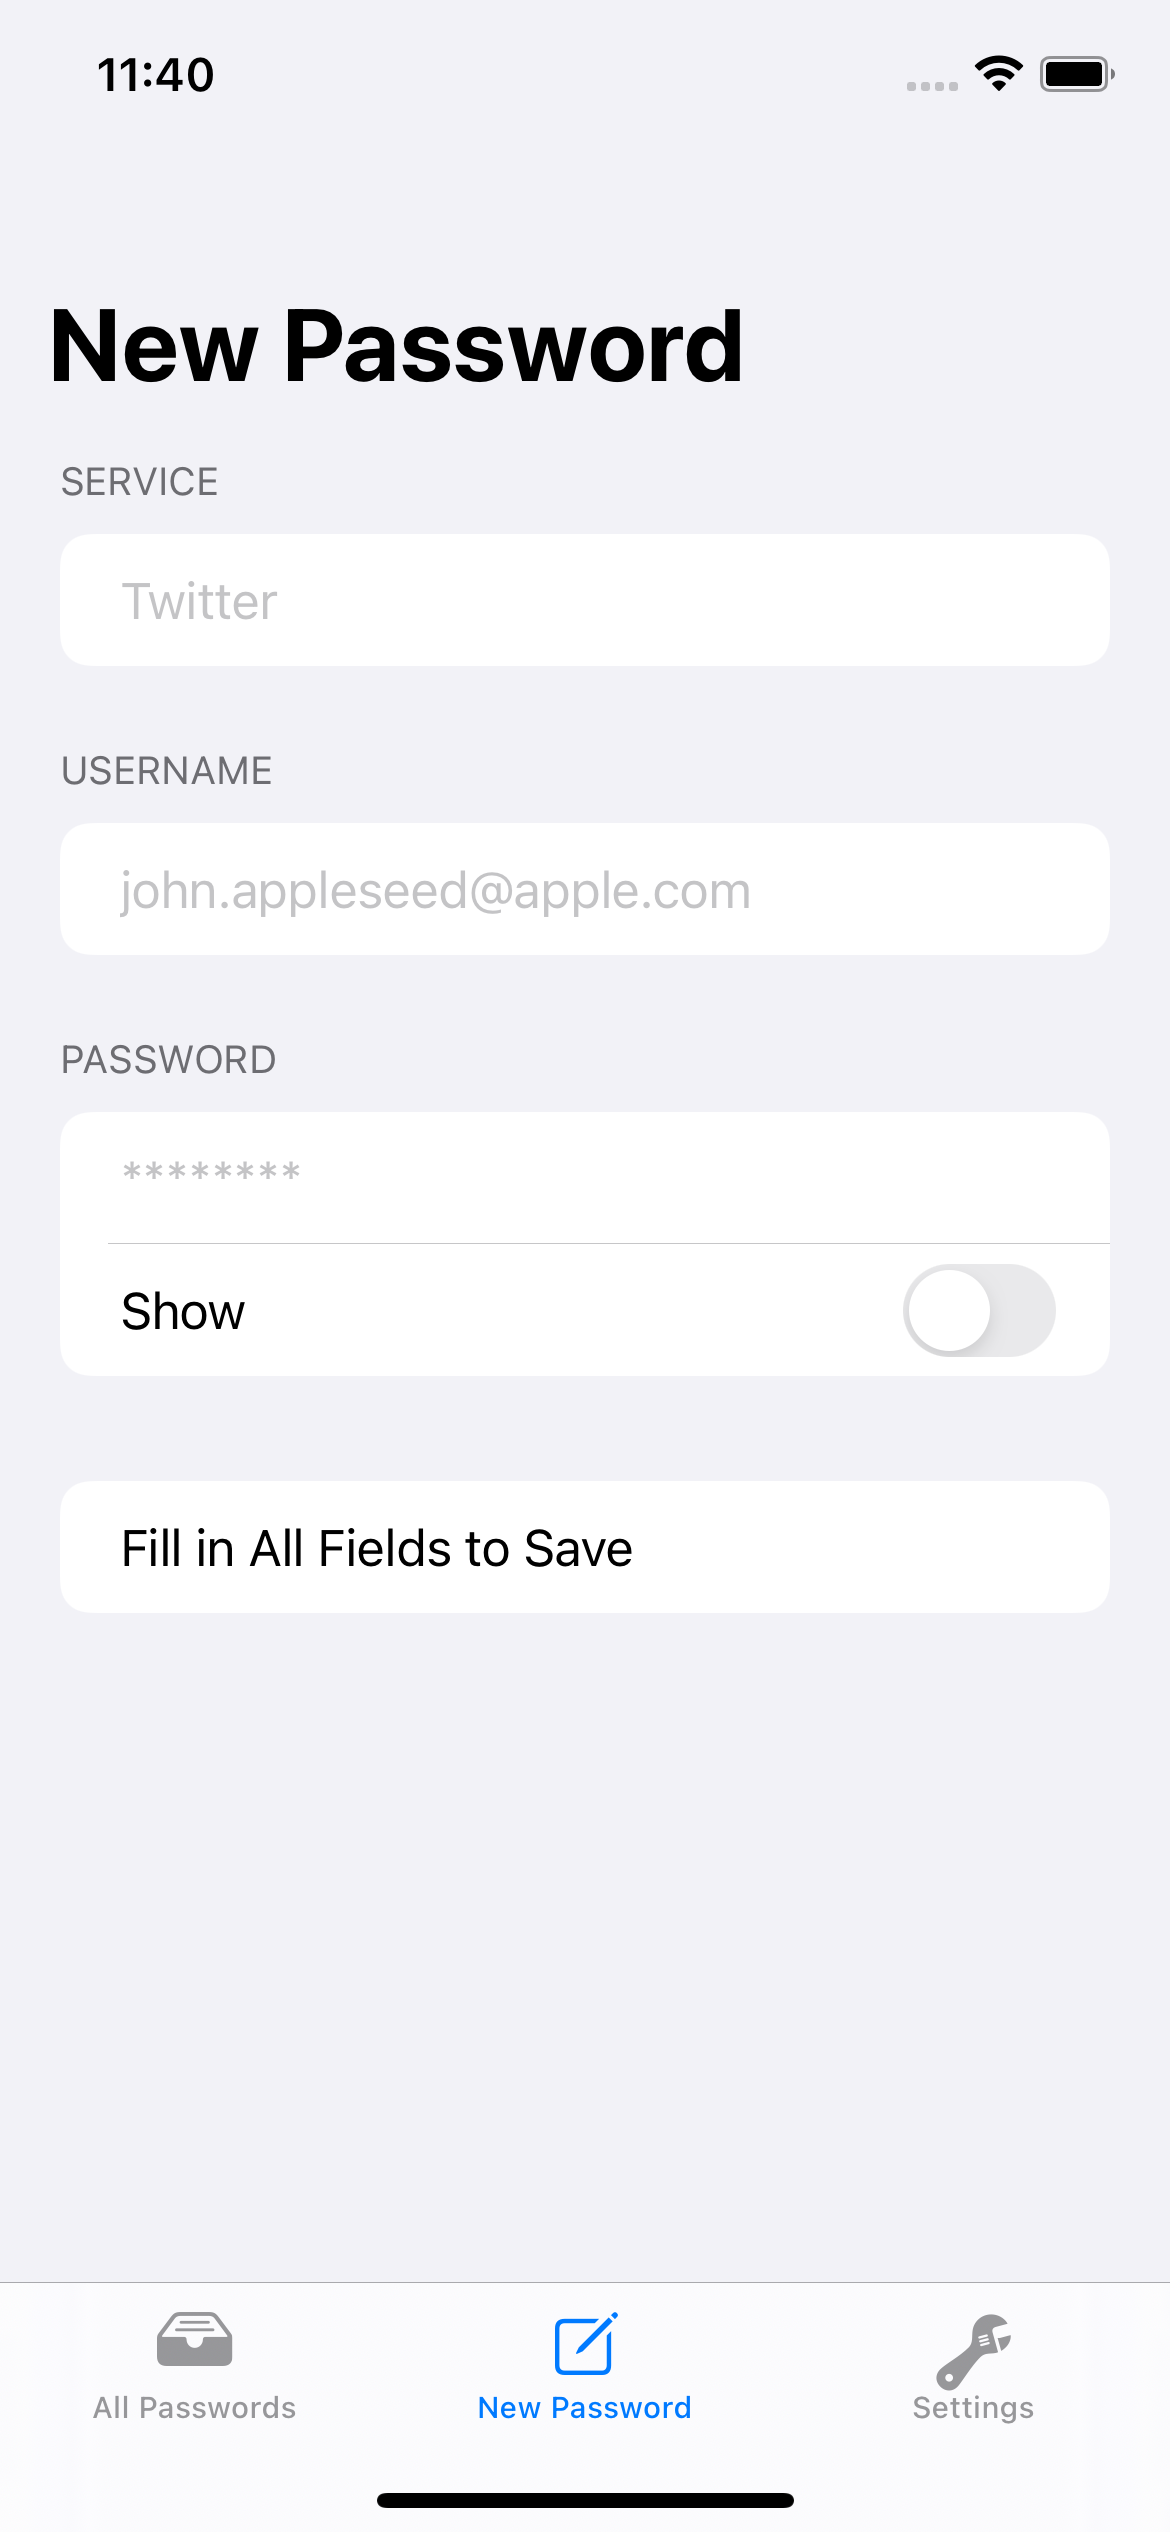 11:40
New Password
SERVICE
Twitter
USERNAME
john.appleseed@apple.com
PASSWORD
********
Show
Fill in All Fields to Save
All Passwords
New Password
Settings